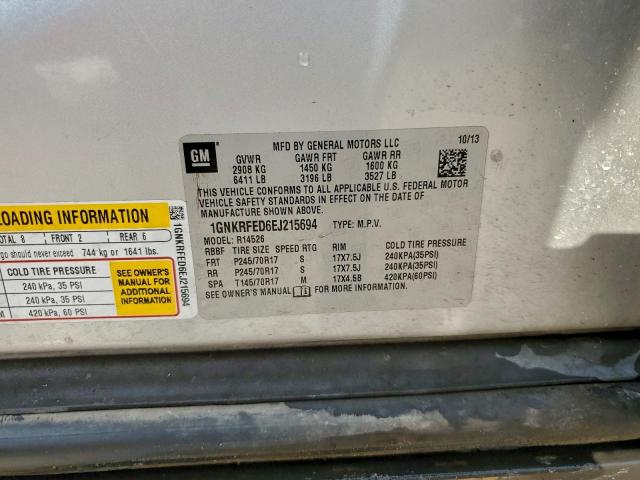 GM
MFD BY GENERAL MOTORS LLC
10/13
GVWR GAWR FRT GAWR RR
2908 KG 1450 KG 1600 KG
6411 LB 3196 LB 3527 LB
THIS VEHICLE CONFORMS TO ALL APPLICABLE U.S. FEDERAL MOTOR
VEHICLE SAFETY STANDARDS IN EFFECT ON THE DATE OF
MANUFACTURE SHOWN ABOVE.
1GNKRFED6EJ215694 TYPE: M.P.V.
MODEL: R14526
RBBF TIRE SIZE SPEED RTG RIM COLD TIRE PRESSURE
FRT P245/70R17 S 17X7.5J 240KPA(35PSI)
RR P245/70R17 S 17X7.5J 240KPA(35PSI)
SPA T145/70R17 M 17X4.5B 420KPA(60PSI)
SEE OWNER'S MANUAL FOR MORE INFORMATION.
LOADING INFORMATION
TOTAL 8 FRONT 2 REAR 6
should never exceed 744 kg or 1641 lbs.
COLD TIRE PRESSURE
240 kPa, 35 PSI
240 kPa, 35 PSI
420 kPa, 60 PSI
SEE OWNER'S
MANUAL FOR
ADDITIONAL
INFORMATION
1GNKRFED6EJ215694